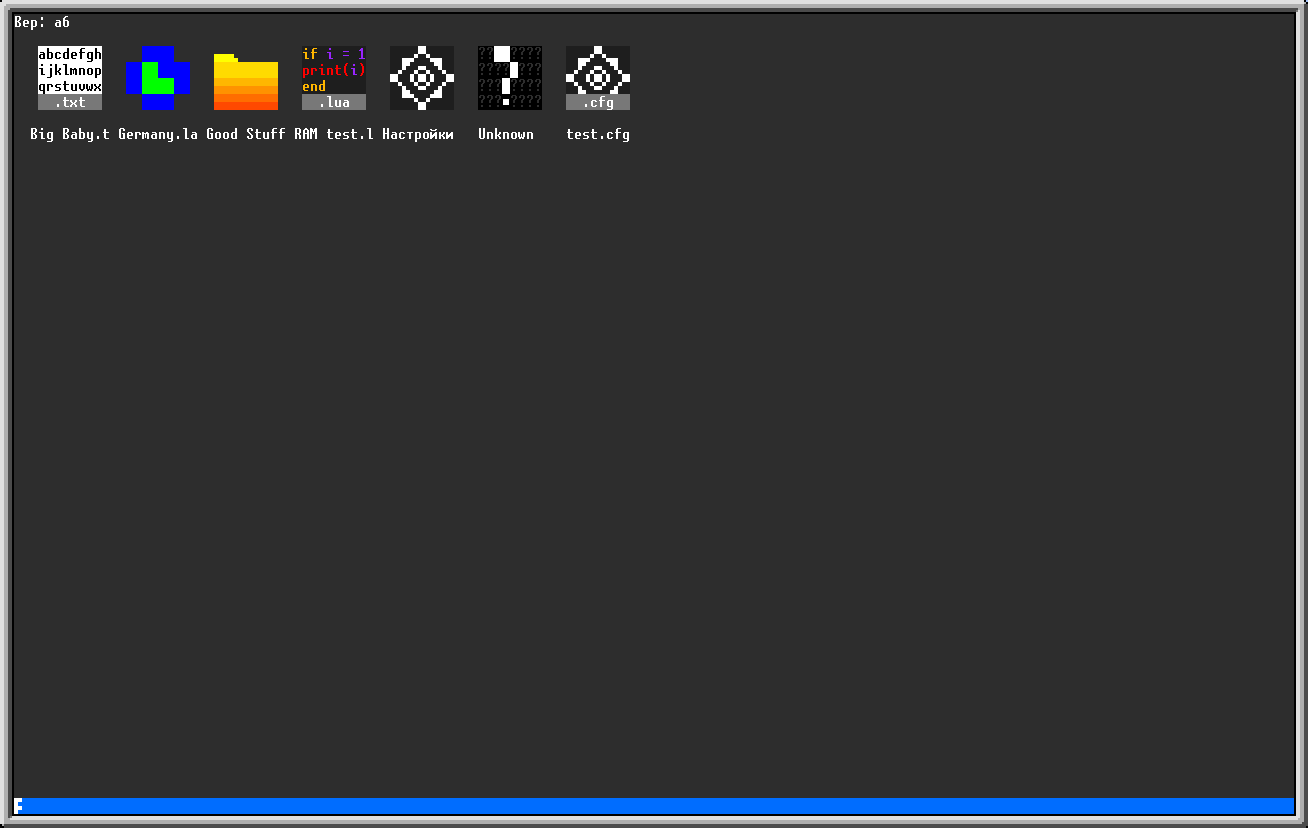 Вер: a6
abcdefgh
ijklmnop
qrstuvwx
.txt
if i = 1
print(i)
end
.lua
?? ????
???? ???
??? ????
??? ????
.cfg
Big Baby.t Germany.la Good Stuff RAM test.l Настройки Unknown test.cfg